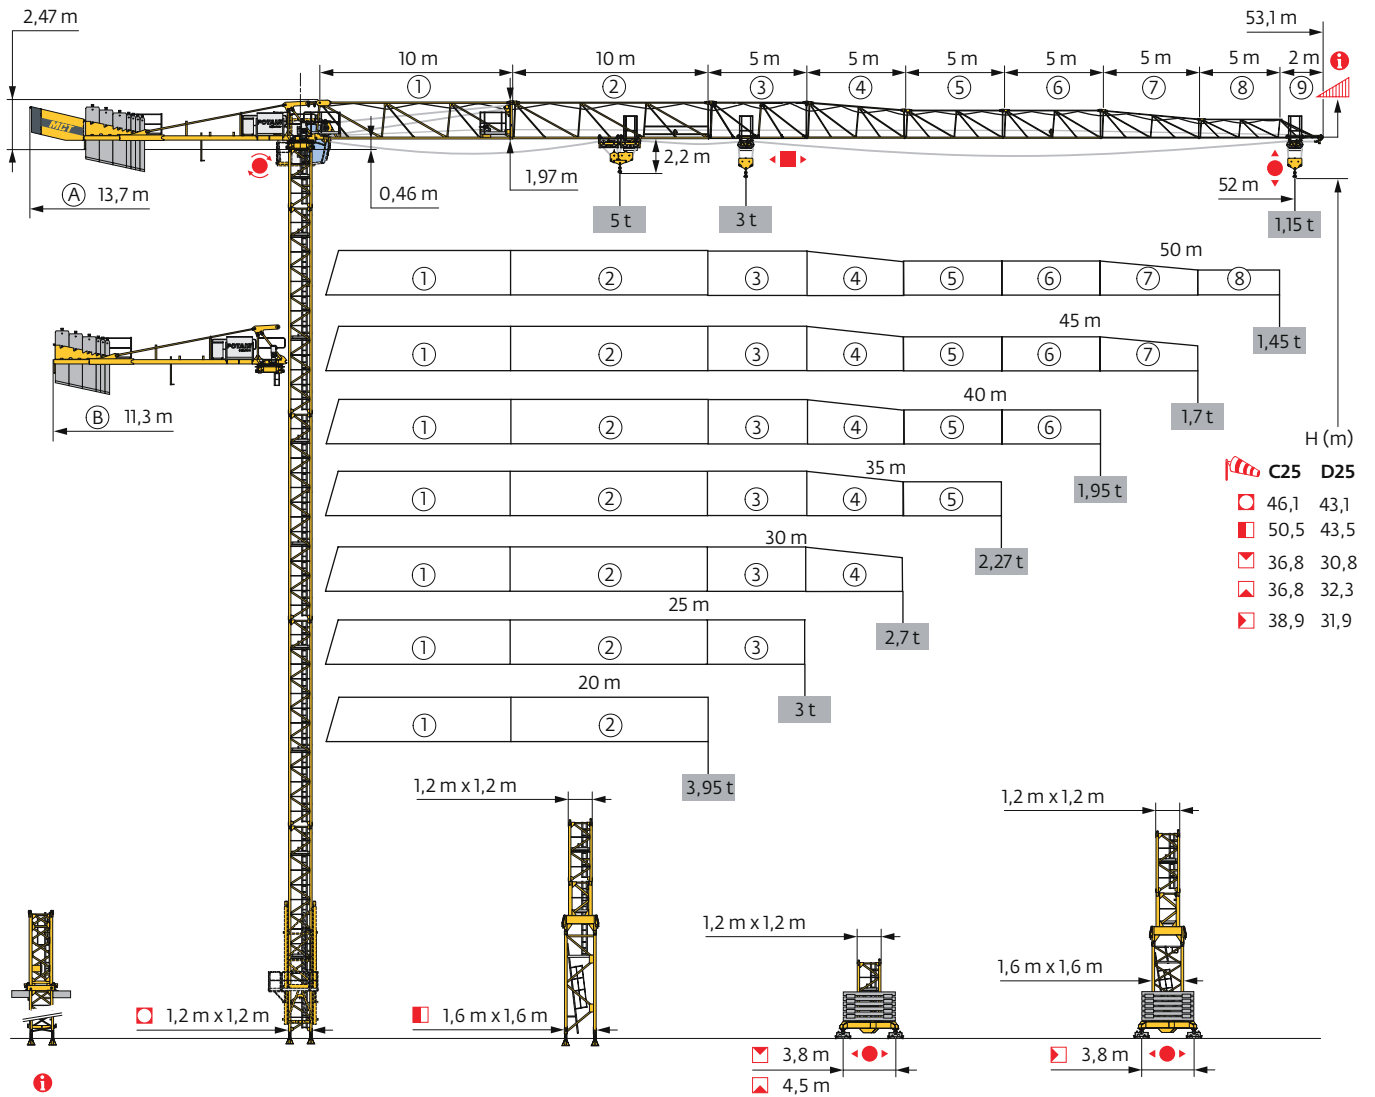 2,47 m
53,1 m
10 m 10 m 5 m 5 m 5 m 5 m 5 m 5 m 2 m
① ② ③ ④ ⑤ ⑥ ⑦ ⑧ ⑨
MCT
POTAIN
2,2 m
1,97 m
Ⓐ 13,7 m
0,46 m
52 m
5 t
3 t
1,15 t
50 m
① ② ③ ④ ⑤ ⑥ ⑦ ⑧
1,45 t
45 m
① ② ③ ④ ⑤ ⑥ ⑦
1,7 t
POTAIN
Ⓑ 11,3 m
40 m
① ② ③ ④ ⑤ ⑥
1,95 t
35 m
① ② ③ ④ ⑤
2,27 t
30 m
① ② ③ ④
2,7 t
25 m
① ② ③
3 t
20 m
① ②
3,95 t
H (m)
C25 D25
46,1 43,1
50,5 43,5
36,8 30,8
36,8 32,3
38,9 31,9
1,2 m x 1,2 m
1,2 m x 1,2 m
1,2 m x 1,2 m
1,6 m x 1,6 m
1,2 m x 1,2 m
1,6 m x 1,6 m
3,8 m
4,5 m
3,8 m